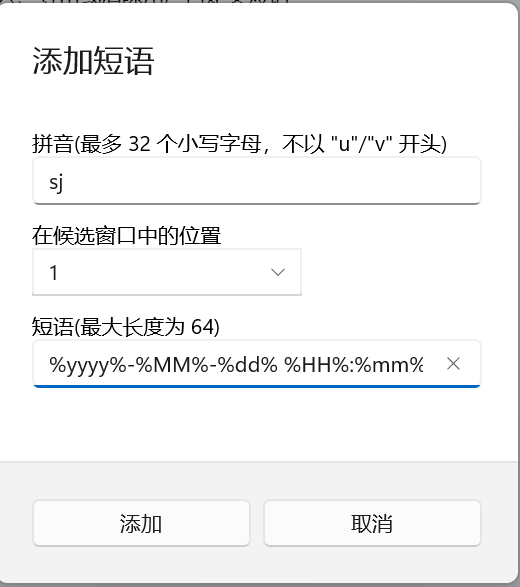 添加短语
拼音(最多 32 个小写字母，不以 "u"/"v" 开头)
sj
在候选窗口中的位置
1
短语(最大长度为 64)
%yyyy%-%MM%-%dd% %HH%:%mm%
添加
取消